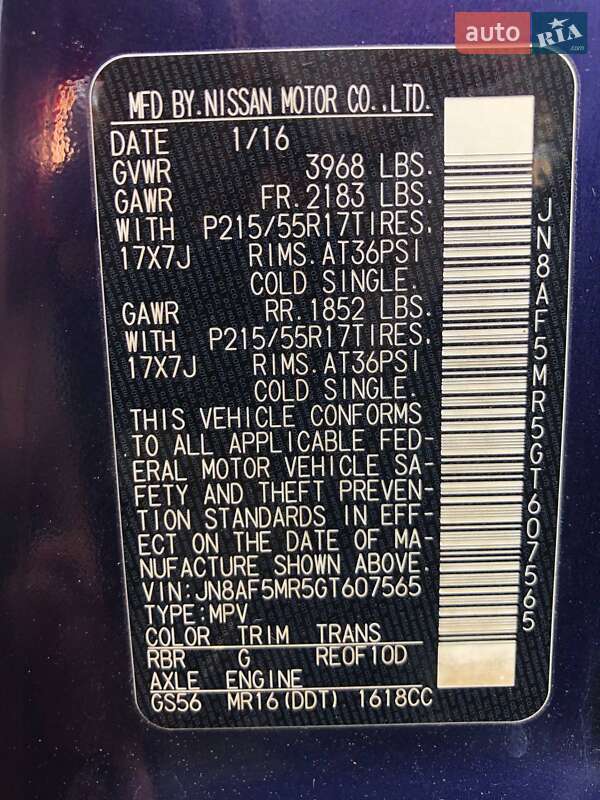 auto RIA.com
MFD BY.NISSAN MOTOR CO.,LTD.
DATE 1/16
GVWR 3968 LBS.
GAWR FR.2183 LBS.
WITH P215/55R17TIRES.
17X7J RIMS.AT36PSI
COLD SINGLE.
GAWR RR.1852 LBS.
WITH P215/55R17TIRES.
17X7J RIMS.AT36PSI
COLD SINGLE.
THIS VEHICLE CONFORMS
TO ALL APPLICABLE FED-
ERAL MOTOR VEHICLE SA-
FETY AND THEFT PREVEN-
TION STANDARDS IN EFF-
ECT ON THE DATE OF MA-
NUFACTURE SHOWN ABOVE.
VIN:JN8AF5MR5GT607565
TYPE:MPV
COLOR TRIM TRANS
RBR G RE0F10D
AXLE ENGINE
GS56 MR16(DDT) 1618CC
JN8AF5MR5GT607565